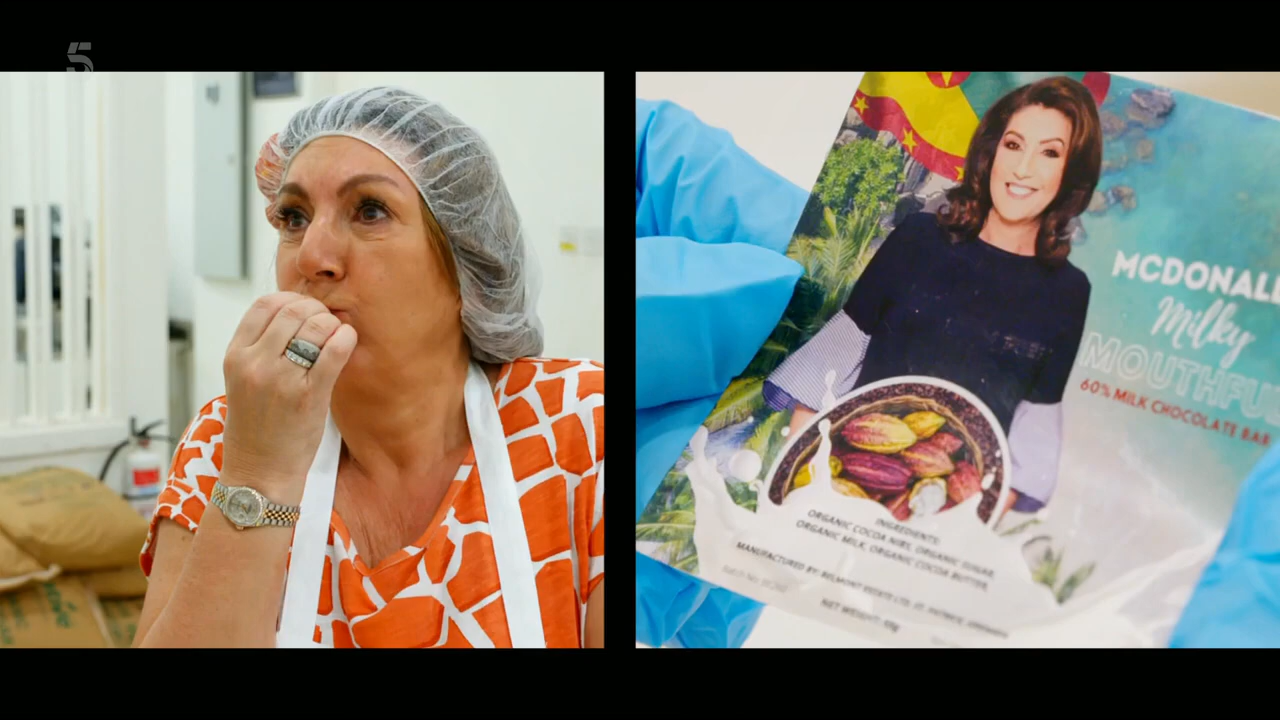 5
MCDONAL
Milky
MOUTHFU
60% MILK CHOCOLATE BAR
INGREDIENTS:
ORGANIC COCOA NIBS, ORGANIC SUGAR,
ORGANIC MILK, ORGANIC COCOA BUTTER.
MANUFACTURED BY: BELMONT ESTATE LTD. ST. PATRICK, GRENADA
NET WEIGHT: